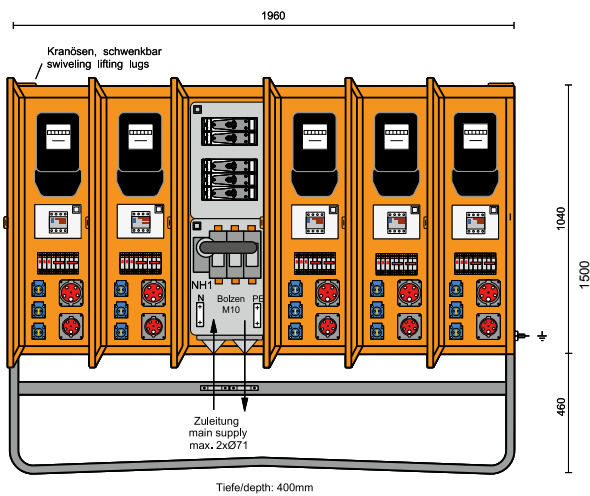 1960
Kranösen, schwenkbar
swiveling lifting lugs
1040
1500
NH1
N
Bolzen
M10
PE
460
Zuleitung
main supply
max. 2xØ71
Tiefe/depth: 400mm